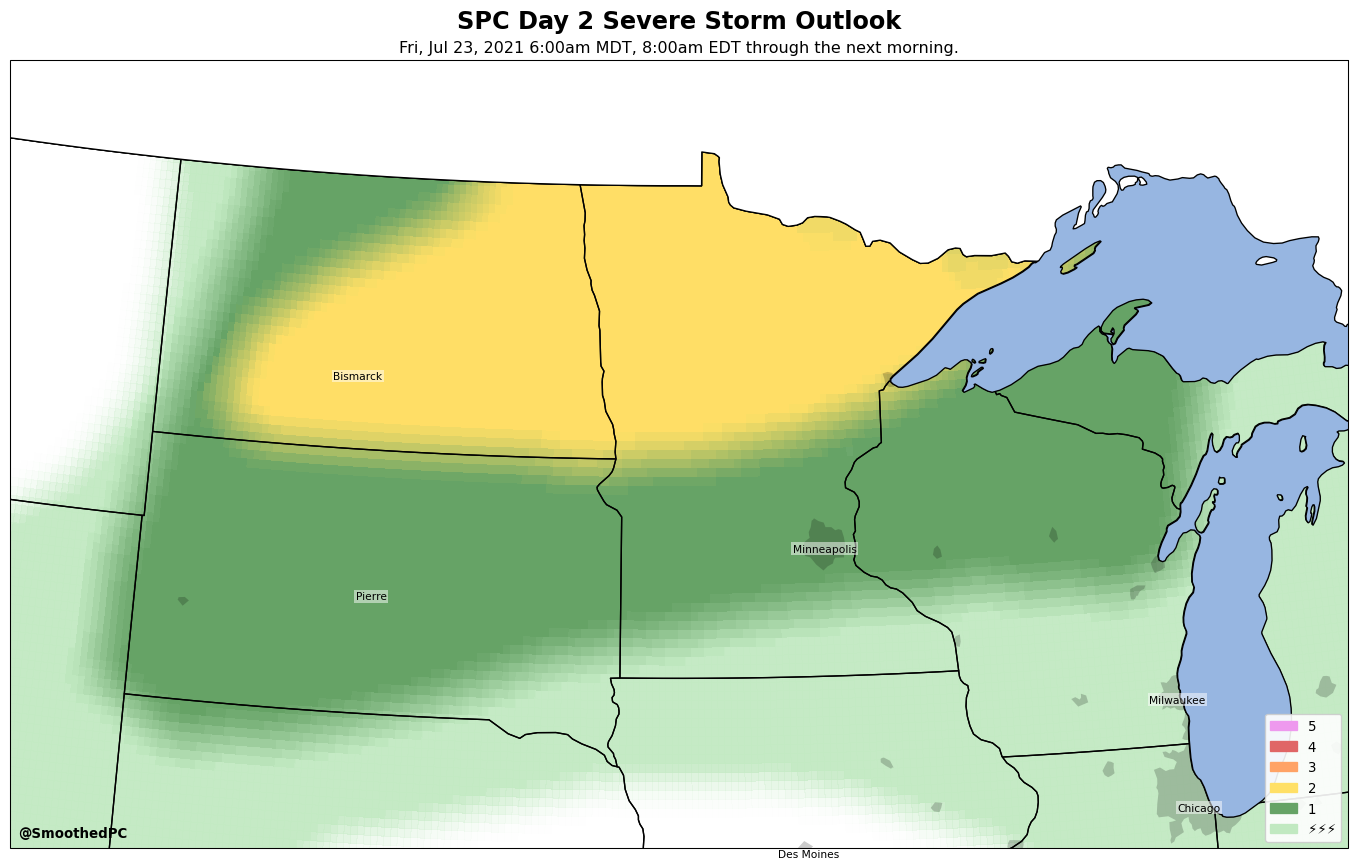 SPC Day 2 Severe Storm Outlook
Fri, Jul 23, 2021 6:00am MDT, 8:00am EDT through the next morning.
Bismarck
Minneapolis
Pierre
Milwaukee
5
4
3
2
1
⚡⚡⚡
Chicago
@SmoothedPC
Des Moines